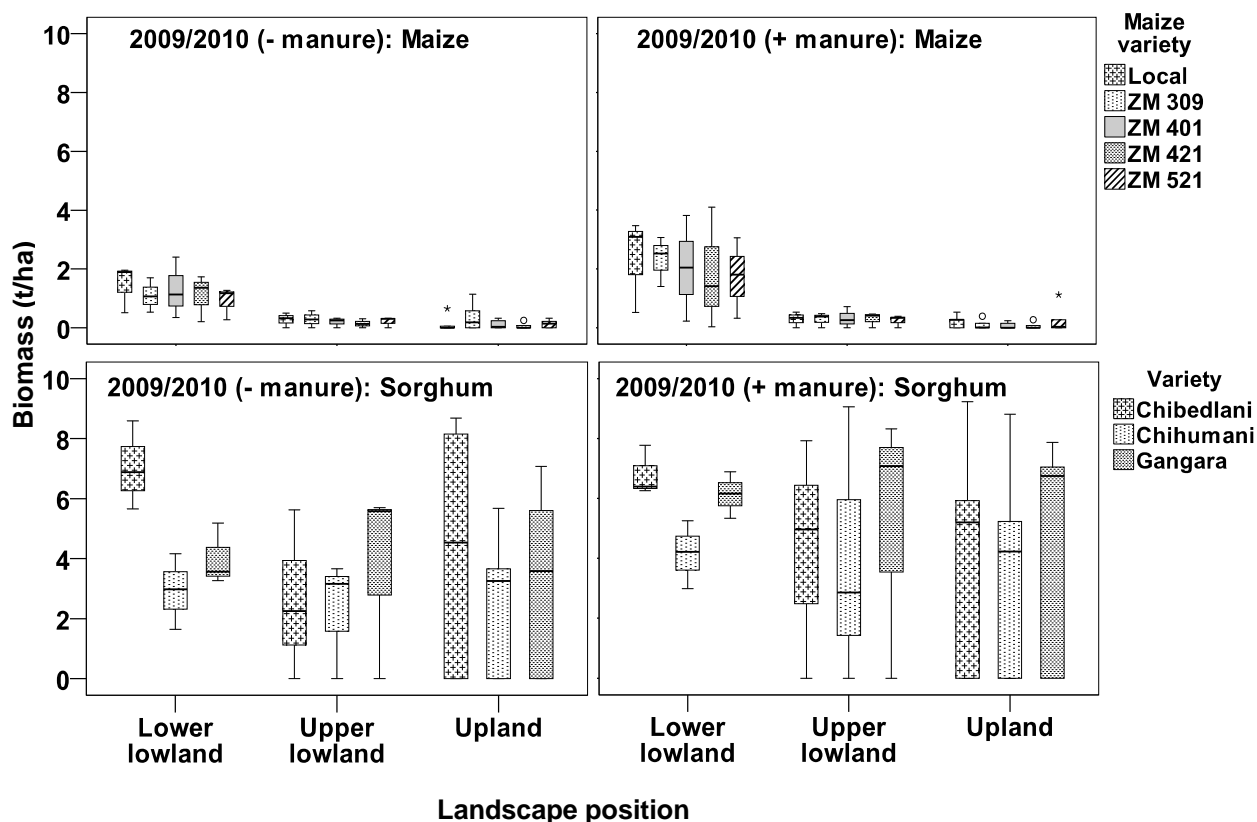 2009/2010 (- manure): Maize
2009/2010 (+ manure): Maize
Maize
variety
Local
ZM 309
ZM 401
ZM 421
ZM 521
10
8
6
4
2
0
Biomass (t/ha)
2009/2010 (- manure): Sorghum
2009/2010 (+ manure): Sorghum
Variety
Chibedlani
Chihumani
Gangara
10
8
6
4
2
0
Lower
lowland
Upper
lowland
Upland
Lower
lowland
Upper
lowland
Upland
Landscape position